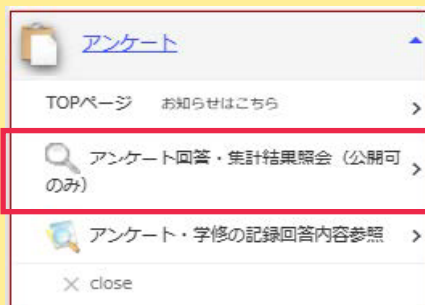 アンケート
TOPページ お知らせはこちら
アンケート回答・集計結果照会（公開可
のみ）
アンケート・学修の記録回答内容参照
× close